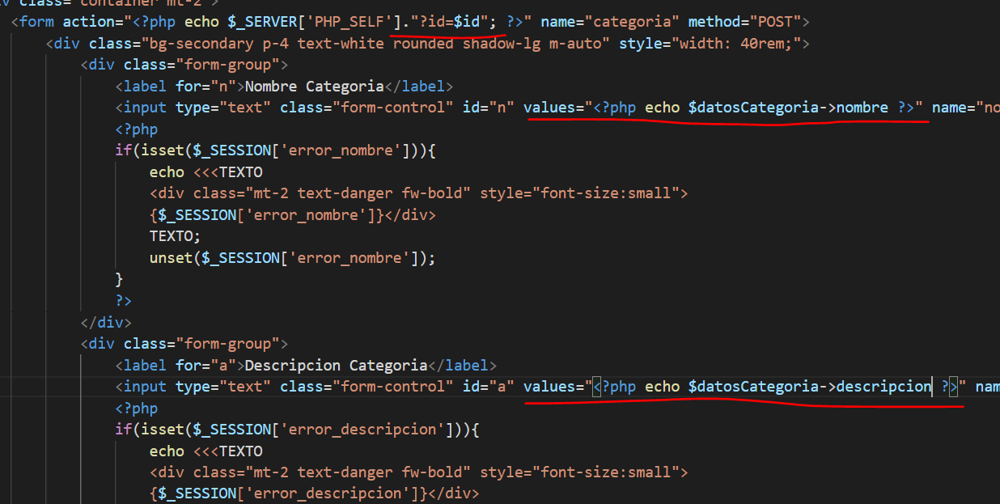 class="container mt-2">
<form action="<?php echo $_SERVER['PHP_SELF']."?id=$id"; ?>" name="categoria" method="POST">
<div class="bg-secondary p-4 text-white rounded shadow-lg m-auto" style="width: 40rem;">
<div class="form-group">
<label for="n">Nombre Categoria</label>
<input type="text" class="form-control" id="n" values="<?php echo $datosCategoria->nombre ?>" name="no
<?php
if(isset($_SESSION['error_nombre'])){
echo <<<TEXTO
<div class="mt-2 text-danger fw-bold" style="font-size:small">
{$_SESSION['error_nombre']}</div>
TEXTO;
unset($_SESSION['error_nombre']);
}
?>
</div>
<div class="form-group">
<label for="a">Descripcion Categoria</label>
<input type="text" class="form-control" id="a" values="<?php echo $datosCategoria->descripcion ?>" nam
<?php
if(isset($_SESSION['error_descripcion'])){
echo <<<TEXTO
<div class="mt-2 text-danger fw-bold" style="font-size:small">
{$_SESSION['error_descripcion']}</div>